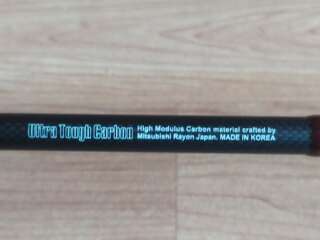 Ultra Tough Carbon
High Modulus Carbon material crafted by
Mitsubishi Rayon Japan. MADE IN KOREA